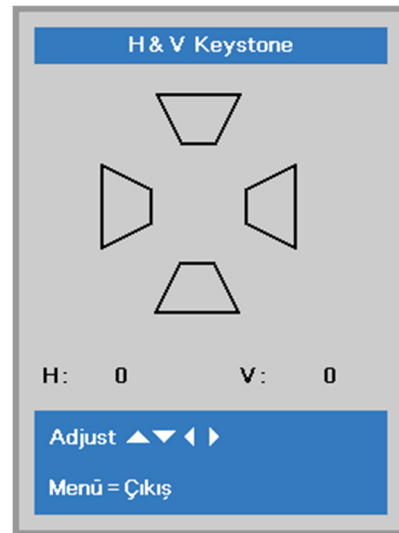 H & V Keystone
H: 0 V: 0
Adjust ▲▼◀▶
Menü = Çıkış